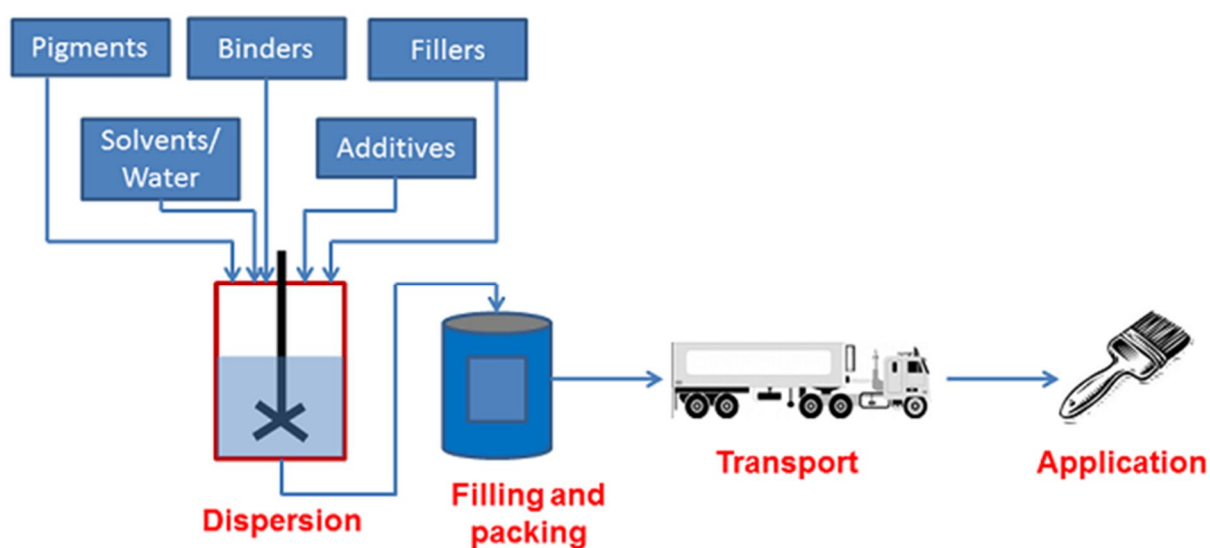 Pigments
Binders
Fillers
Solvents/
Water
Additives
Dispersion
Filling and
packing
Transport
Application